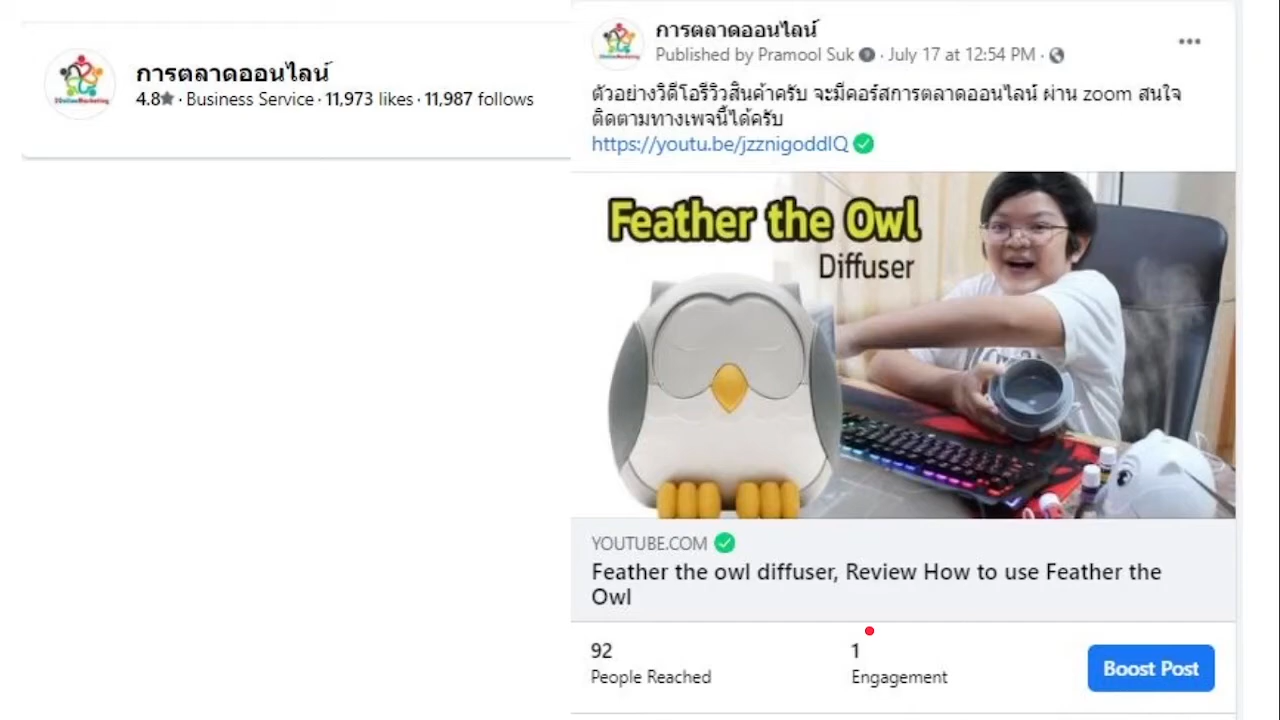 การตลาดออนไลน์
4.8★ · Business Service · 11,973 likes · 11,987 follows
การตลาดออนไลน์
Published by Pramool Suk · July 17 at 12:54 PM ·
ตัวอย่างวิดีโอรีวิวสินค้าครับ จะมีคอร์สการตลาดออนไลน์ ผ่าน zoom สนใจ
ติดตามทางเพจนี้ได้ครับ
https://youtu.be/jzznigoddlQ
Feather the Owl
Diffuser
YOUTUBE.COM
Feather the owl diffuser, Review How to use Feather the
Owl
92
People Reached
1
Engagement
Boost Post